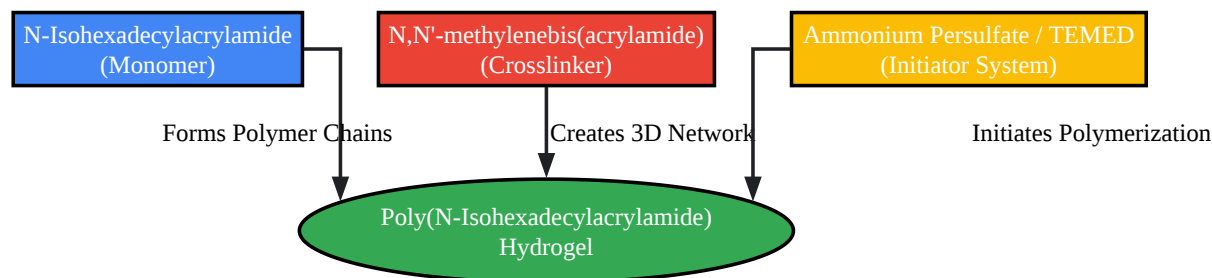 N-Isohexadecylacrylamide
(Monomer)
N,N'-methylenebis(acrylamide)
(Crosslinker)
Ammonium Persulfate / TEMED
(Initiator System)
Forms Polymer Chains
Creates 3D Network
Initiates Polymerization
Poly(N-Isohexadecylacrylamide)
Hydrogel